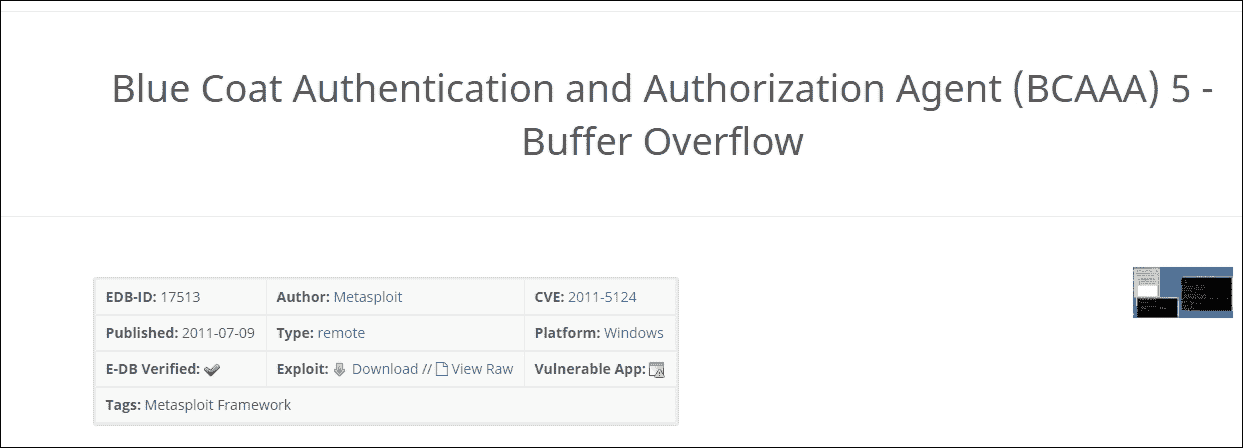 Blue Coat Authentication and Authorization Agent (BCAAA) 5 -
Buffer Overflow
EDB-ID: 17513 Author: Metasploit CVE: 2011-5124
Published: 2011-07-09 Type: remote Platform: Windows
E-DB Verified: Exploit: Download // View Raw Vulnerable App:
Tags: Metasploit Framework